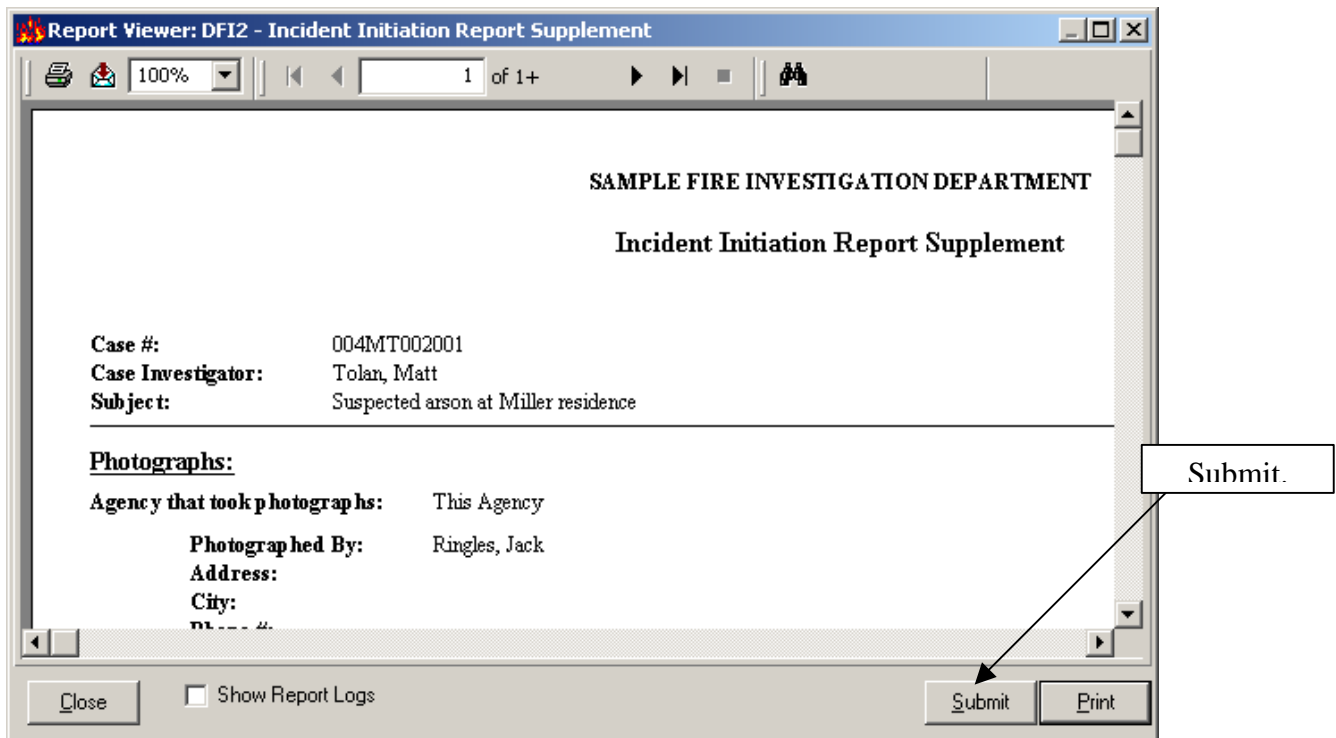 Report Viewer: DFI2 - Incident Initiation Report Supplement
100% 1 of 1+
SAMPLE FIRE INVESTIGATION DEPARTMENT
Incident Initiation Report Supplement
Case #: 004MT002001
Case Investigator: Tolan, Matt
Subject: Suspected arson at Miller residence
Photographs:
Agency that took photographs: This Agency
Photographed By: Ringles, Jack
Address:
City:
Submit.
Close Show Report Logs Submit Print